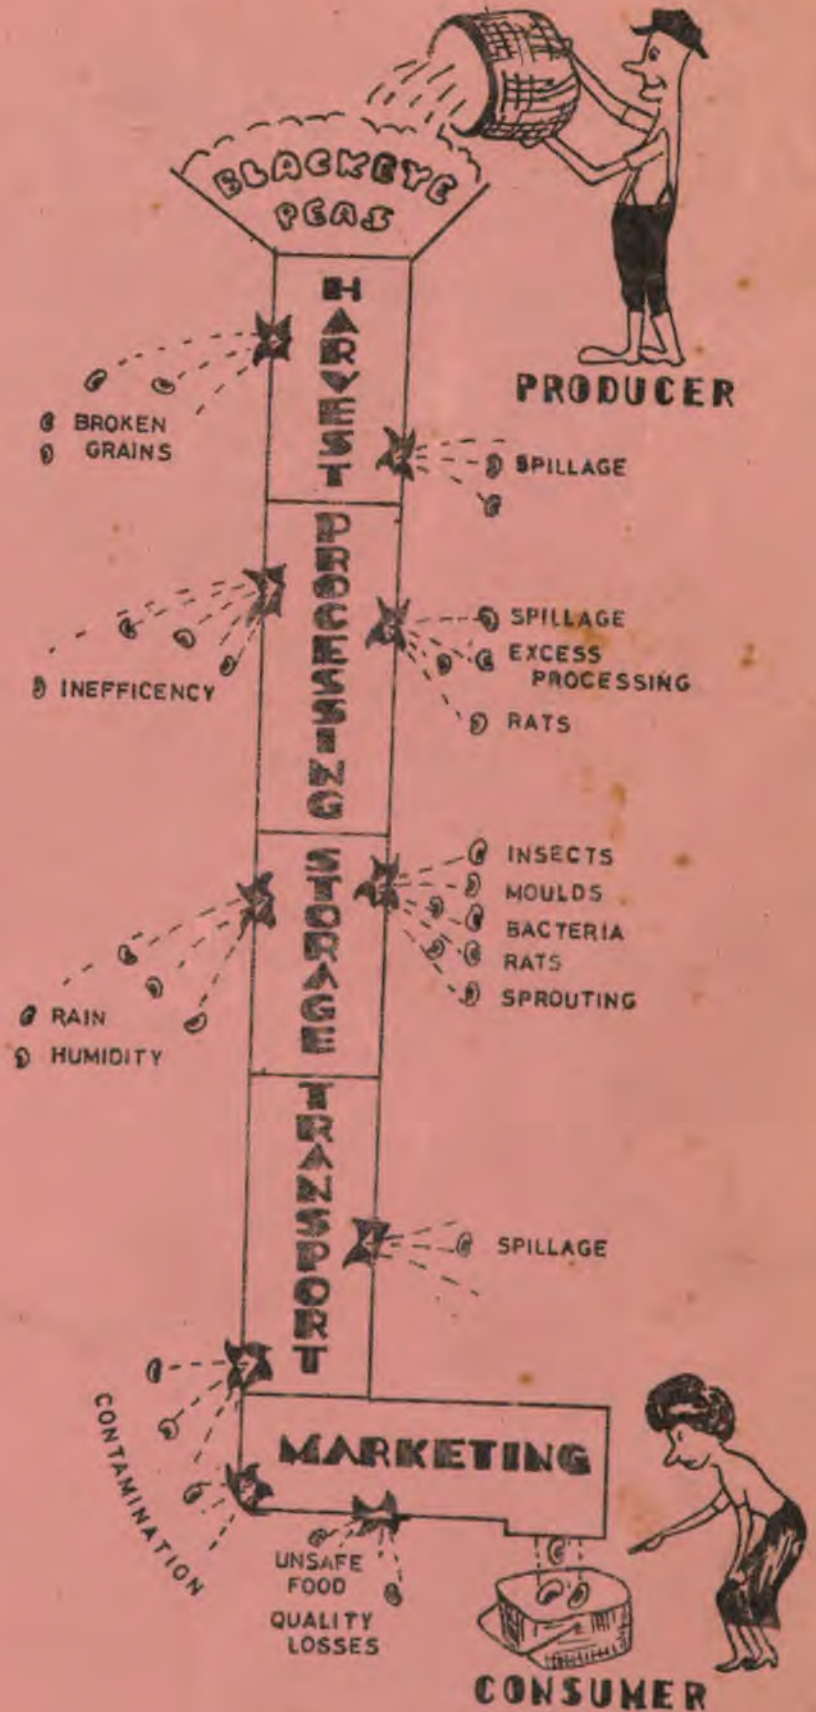 BLACKEYE
PEAS
PRODUCER
HARVEST
BROKEN
GRAINS
SPILLAGE
PROCESSING
INEFFICENCY
SPILLAGE
EXCESS
PROCESSING
RATS
STORAGE
RAIN
HUMIDITY
INSECTS
MOULDS
BACTERIA
RATS
SPROUTING
TRANSPORT
SPILLAGE
CONTAMINATION
MARKETING
UNSAFE
FOOD
QUALITY
LOSSES
CONSUMER